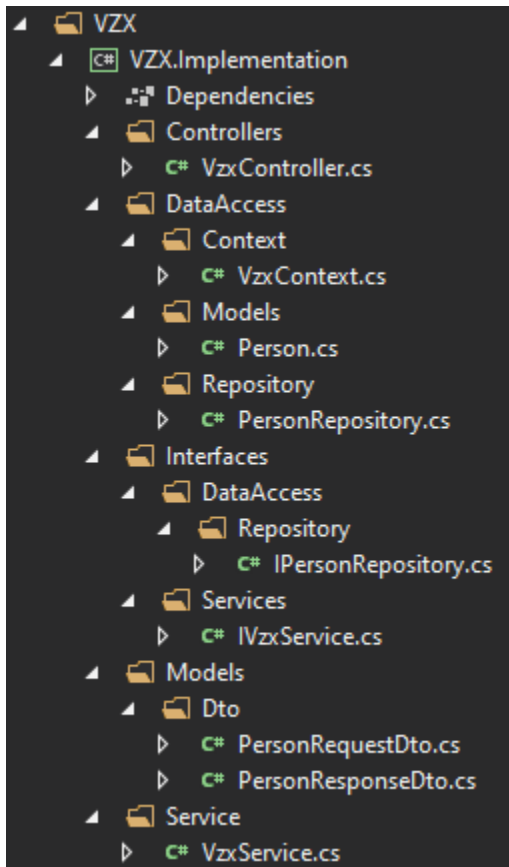 VZX
C# VZX.Implementation
Dependencies
Controllers
C# VzxController.cs
DataAccess
Context
C# VzxContext.cs
Models
C# Person.cs
Repository
C# PersonRepository.cs
Interfaces
DataAccess
Repository
C# IPersonRepository.cs
Services
C# IVzxService.cs
Models
Dto
C# PersonRequestDto.cs
C# PersonResponseDto.cs
Service
C# VzxService.cs